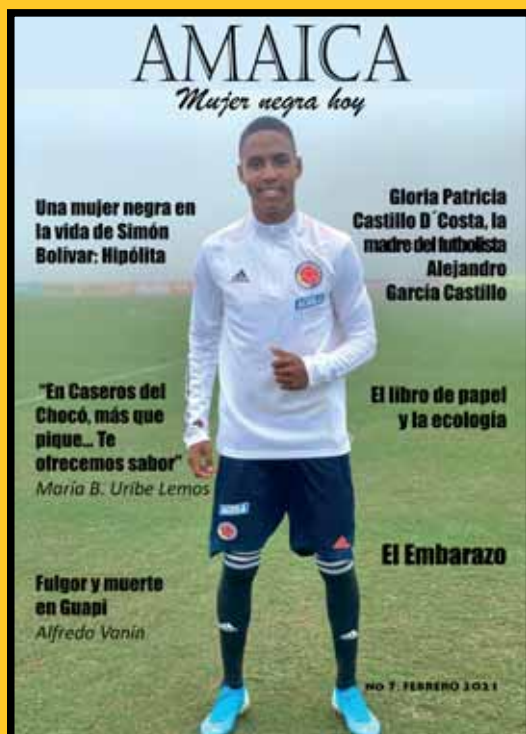 AMAICA
Mujer negra hoy
Una mujer negra en
la vida de Simón
Bolívar: Hipólita
Gloria Patricia
Castillo D´Costa, la
madre del futbolista
Alejandro
García Castillo
"En Caseros del
Chocó, más que
pique... Te
ofrecemos sabor"
María B. Uribe Lemos
El libro de papel
y la ecología
El Embarazo
Fulgor y muerte
en Guapi
Alfredo Vanín
No 7: FEBRERO 2021